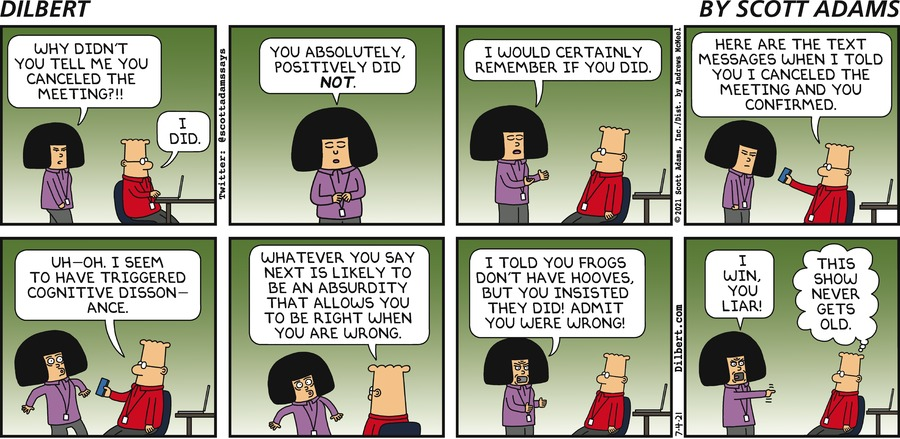 DILBERT
BY SCOTT ADAMS
WHY DIDN'T
YOU TELL ME YOU
CANCELED THE
MEETING?!!
I
DID.
Twitter: @scottadamssays
YOU ABSOLUTELY,
POSITIVELY DID
NOT.
I WOULD CERTAINLY
REMEMBER IF YOU DID.
©2021 Scott Adams, Inc./Dist. by Andrews McMeel
HERE ARE THE TEXT
MESSAGES WHEN I TOLD
YOU I CANCELED THE
MEETING AND YOU
CONFIRMED.
UH-OH. I SEEM
TO HAVE TRIGGERED
COGNITIVE DISSON-
ANCE.
WHATEVER YOU SAY
NEXT IS LIKELY TO
BE AN ABSURDITY
THAT ALLOWS YOU
TO BE RIGHT WHEN
YOU ARE WRONG.
I TOLD YOU FROGS
DON'T HAVE HOOVES,
BUT YOU INSISTED
THEY DID! ADMIT
YOU WERE WRONG!
7-4-21 Dilbert.com
I
WIN,
YOU
LIAR!
THIS
SHOW
NEVER
GETS
OLD.